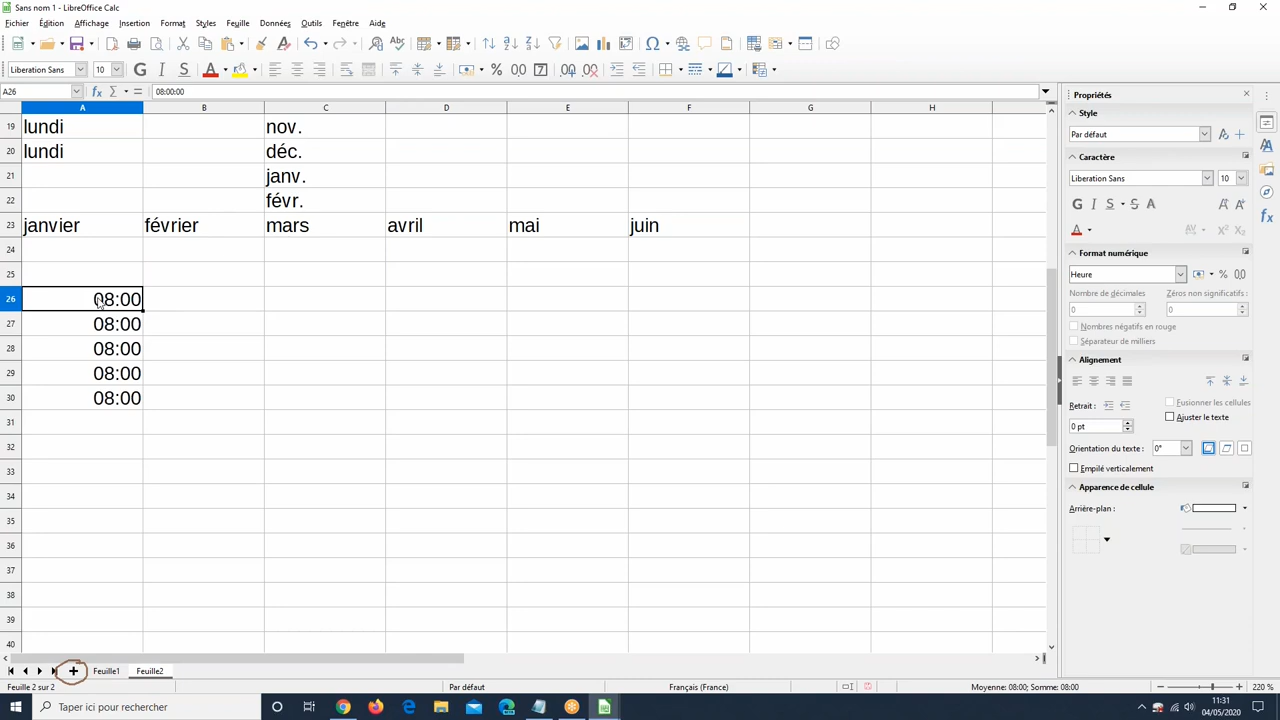 Sans nom 1 - LibreOffice Calc
Fichier Édition Affichage Insertion Format Styles Feuille Données Outils Fenêtre Aide
Liberation Sans 10 G I S
A26 08:00:00
A B C D E F G H
19 lundi nov.
20 lundi déc.
21 janv.
22 févr.
23 janvier février mars avril mai juin
24
25
26 08:00
27 08:00
28 08:00
29 08:00
30 08:00
31
32
33
34
35
36
37
38
39
40
Feuille1 Feuille2
Feuille 2 sur 2 Par défaut Français (France) Moyenne: 08:00; Somme: 08:00 220 %
Propriétés
Style
Par défaut
Caractère
Liberation Sans 10
G I S S A
Format numérique
Heure
Nombre de décimales Zéros non significatifs :
0 0
Nombres négatifs en rouge
Séparateur de milliers
Alignement
Retrait : Fusionner les cellules
0 pt Ajuster le texte
Orientation du texte : 0°
Empilé verticalement
Apparence de cellule
Arrière-plan :
Taper ici pour rechercher
11:31
04/05/2020